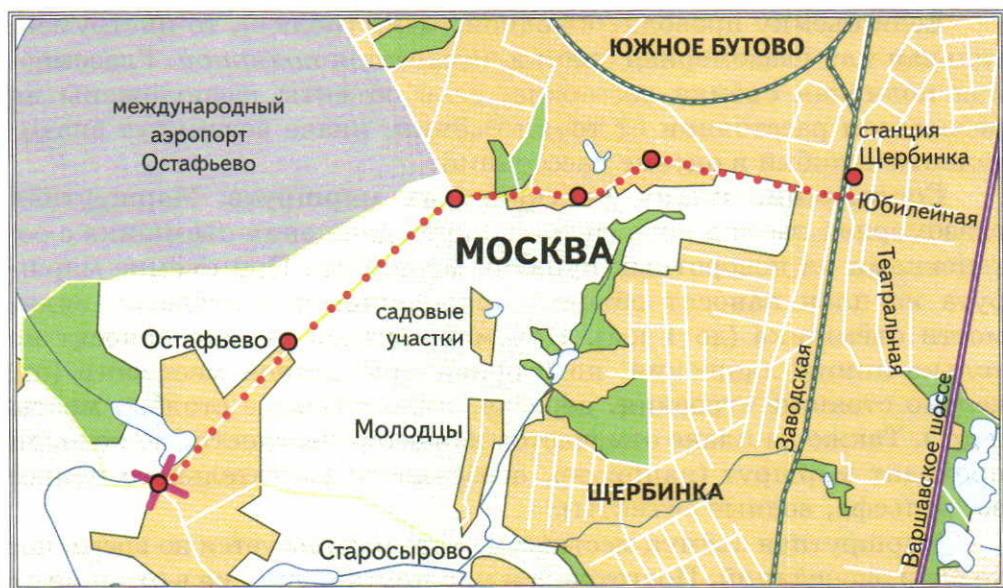 ЮЖНОЕ БУТОВО
международный
аэропорт
Остафьево
станция
Щербинка
Юбилейная
МОСКВА
Театральная
садовые
участки
Остафьево
Заводская
Молодцы
Варшавское шоссе
ЩЕРБИНКА
Старосырово